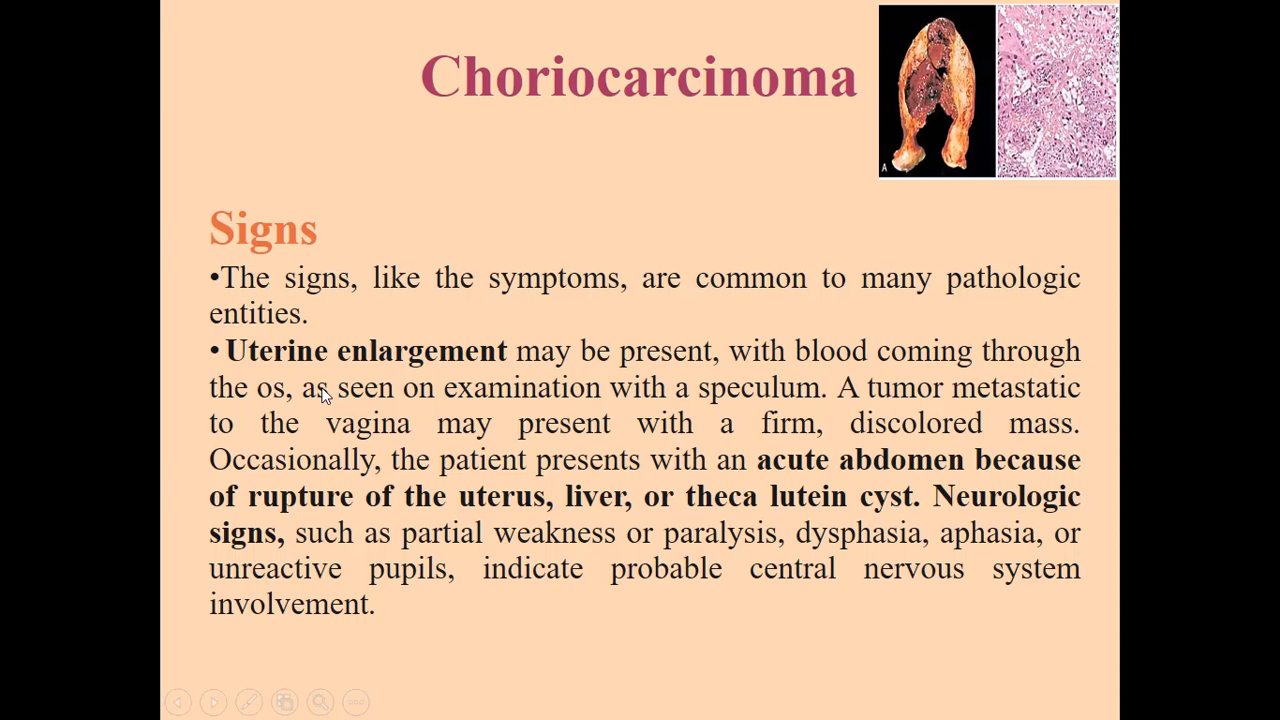 Choriocarcinoma
A
Signs
•The signs, like the symptoms, are common to many pathologic
entities.
• Uterine enlargement may be present, with blood coming through
the os, as seen on examination with a speculum. A tumor metastatic
to the vagina may present with a firm, discolored mass.
Occasionally, the patient presents with an acute abdomen because
of rupture of the uterus, liver, or theca lutein cyst. Neurologic
signs, such as partial weakness or paralysis, dysphasia, aphasia, or
unreactive pupils, indicate probable central nervous system
involvement.